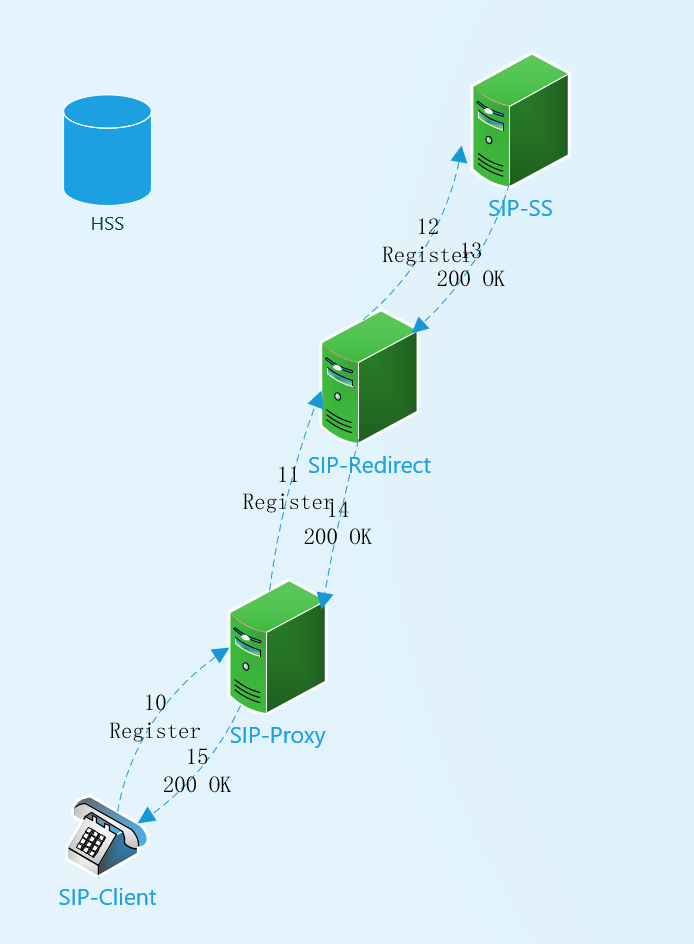 SIP-SS
HSS
12
Register
13
200 OK
SIP-Redirect
11
Register
14
200 OK
10
Register
SIP-Proxy
15
200 OK
SIP-Client